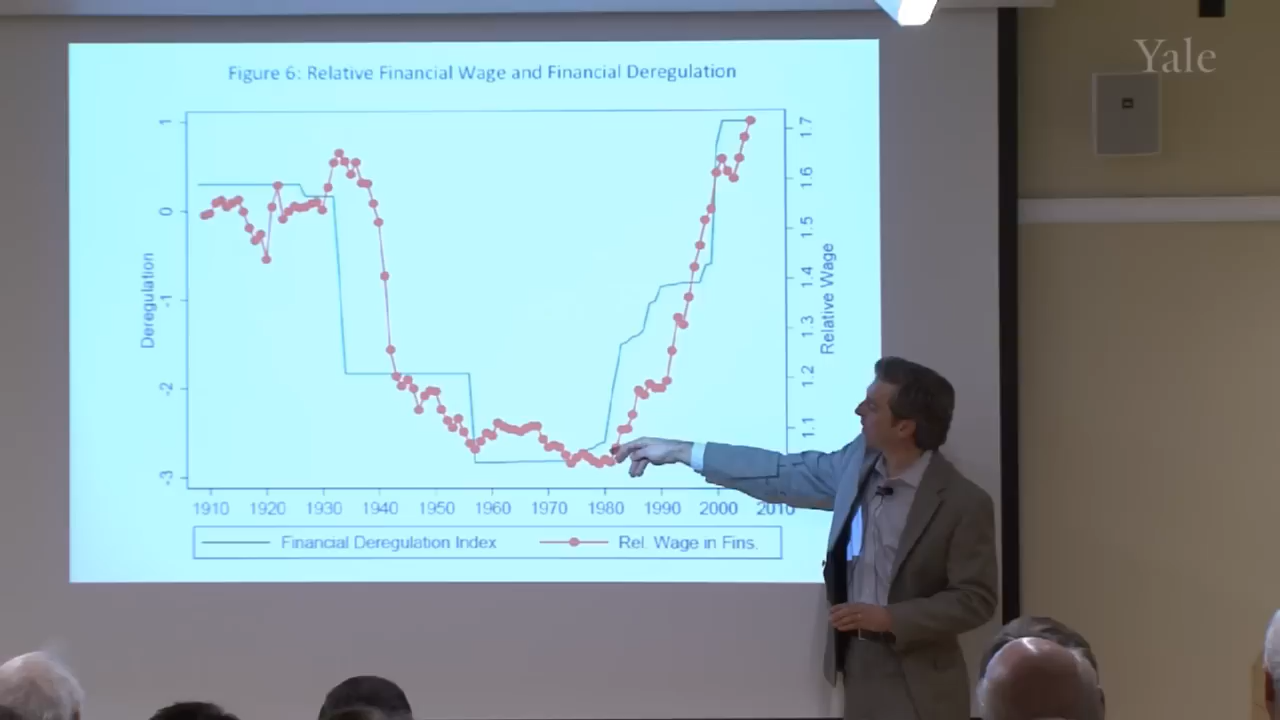 Yale
Figure 6: Relative Financial Wage and Financial Deregulation
Deregulation
1
0
-1
-2
-3
1.7
1.6
1.5
1.4
1.3
1.2
1.1
Relative Wage
1910 1920 1930 1940 1950 1960 1970 1980 1990 2000 2010
Financial Deregulation Index Rel. Wage in Fins.